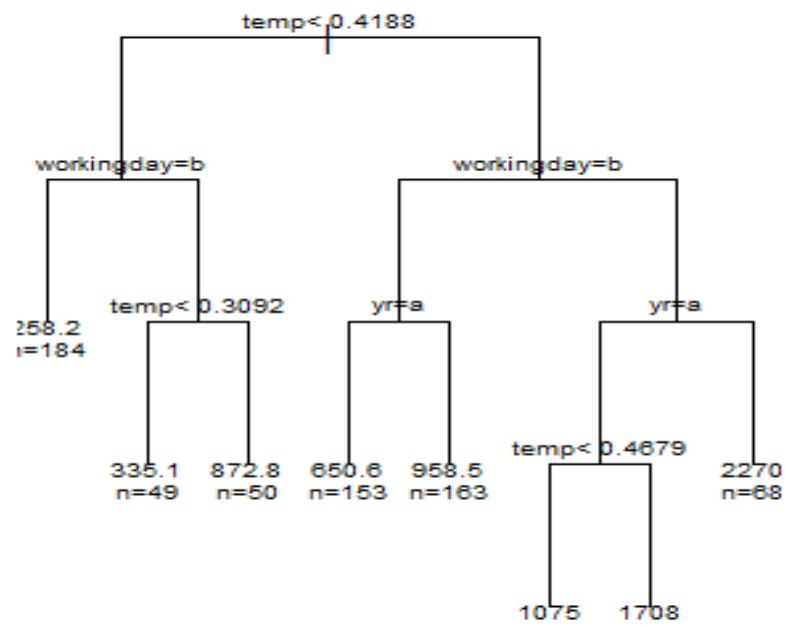 temp< 0.4188
workingday=b
workingday=b
temp< 0.3092
yr=a
yr=a
258.2
n=184
temp< 0.4679
335.1
n=49
872.8
n=50
650.6
n=153
958.5
n=163
2270
n=68
1075
1708